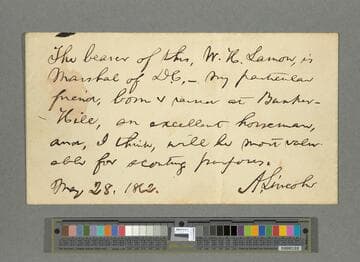 The bearer of this, W. H. Lamon, is
Marshal of D.C,— my particular
friend, born & raised at Bunker-
Hill, an excellent horseman,
and, I think, will be most valu-
able for scouting purposes.
May 28. 1862. A Lincoln